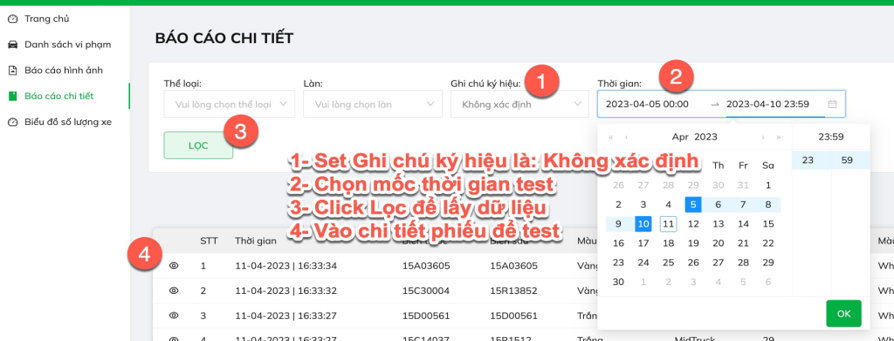 Trang chủ
Danh sách vi phạm
Báo cáo hình ảnh
Báo cáo chi tiết
Biểu đồ số lượng xe
BÁO CÁO CHI TIẾT
Thể loại: Làn: Ghi chú ký hiệu: Thời gian:
1 2
Vui lòng chọn thể loại Vui lòng chọn làn Không xác định 2023-04-05 00:00 → 2023-04-10 23:59
3
LỌC
1- Set Ghi chú ký hiệu là: Không xác định
2- Chọn mốc thời gian test
3- Click Lọc để lấy dữ liệu
4- Vào chi tiết phiếu để test
« ‹ Apr 2023 › » 23:59
23 59
Th Fr Sa
26 27 28 29 30 31 1
2 3 4 5 6 7 8
9 10 11 12 13 14 15
16 17 18 19 20 21 22
23 24 25 26 27 28 29
30 1 2 3 4 5 6
OK
4
STT Thời gian
1 11-04-2023 | 16:33:34 15A03605 15A03605 Vàng Wh
2 11-04-2023 | 16:33:32 15C30004 15R13852 Vàng Wh
3 11-04-2023 | 16:33:27 15D00561 15D00561 Wh
4 11-04-2023 | 16:33:27 15C14037 15R1512 Trắng MidTruck 29 Wh